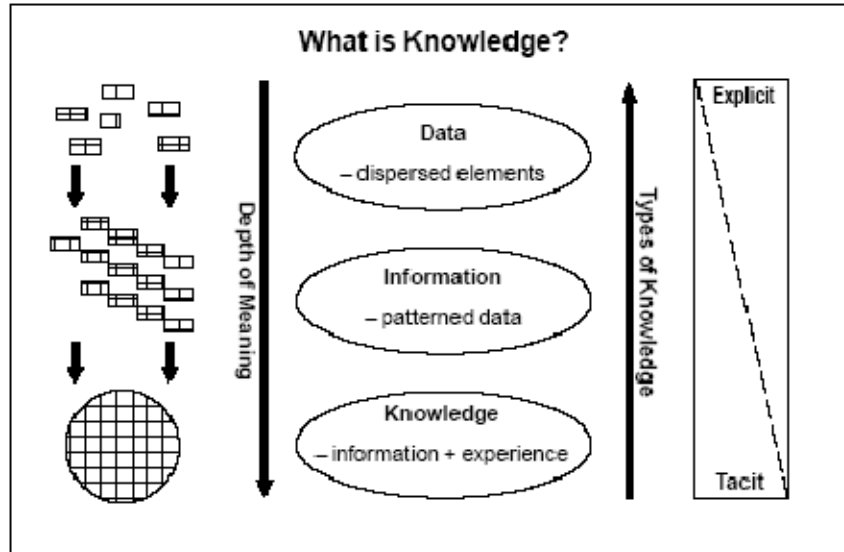 What is Knowledge?
Data
– dispersed elements
Information
– patterned data
Knowledge
– information + experience
Depth of Meaning
Types of Knowledge
Explicit
Tacit